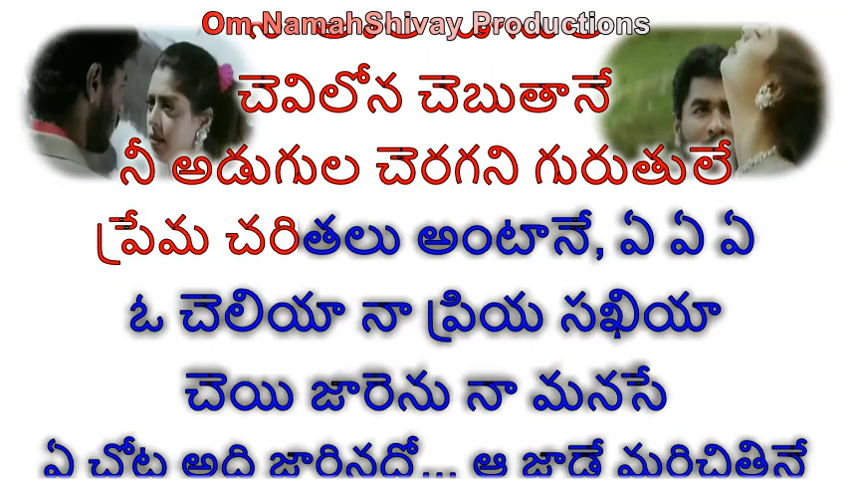 Om NamahShivay Productions
చెవిలోన చెబుతానే
నీ అడుగుల చెరగని గురుతులే
ప్రేమ చరితలు అంటానే, ఏ ఏ ఏ
ఓ చెలియా నా ప్రియ సఖియా
చెయి జారెను నా మనసే
ఏ చోట అది జారినదో... ఆ జాడే మరిచితినే